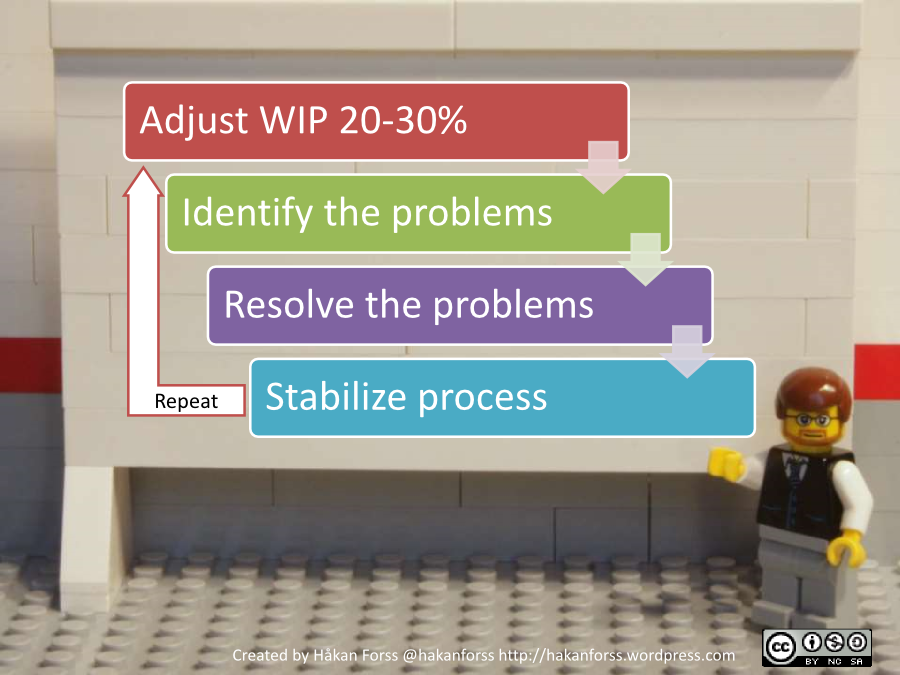 Adjust WIP 20-30%
Identify the problems
Resolve the problems
Stabilize process
Repeat
Created by Håkan Forss @hakanforss http://hakanforss.wordpress.com
cc
BY NC SA